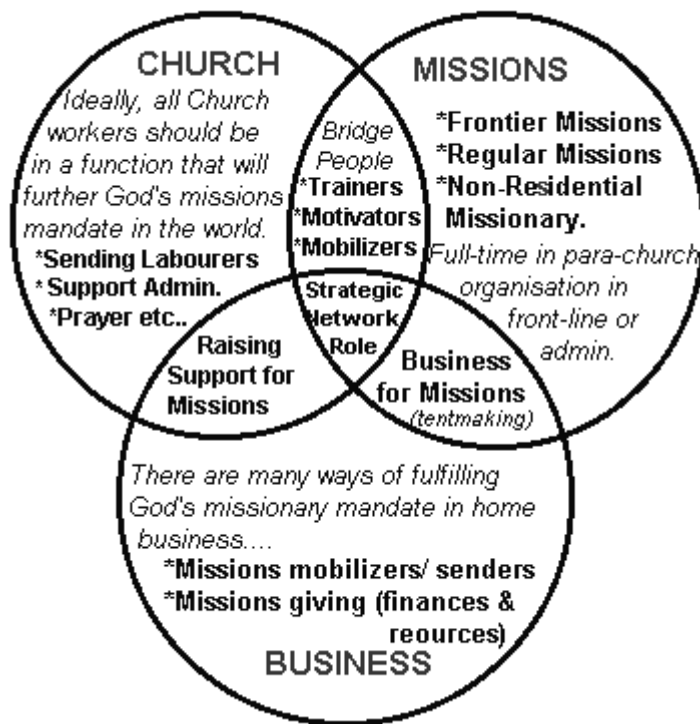 CHURCH
Ideally, all Church
workers should be
in a function that will
further God's missions
mandate in the world.
*Sending Labourers
* Support Admin.
*Prayer etc..
Bridge
People
*Trainers
*Motivators
*Mobilizers
MISSIONS
*Frontier Missions
*Regular Missions
*Non-Residential
Missionary.
Full-time in para-church
organisation in
front-line or
admin.
Strategic
Network
Role
Raising
Support for
Missions
Business
for Missions
(tentmaking)
There are many ways of fulfilling
God's missionary mandate in home
business....
*Missions mobilizers/ senders
*Missions giving (finances &
reources)
BUSINESS